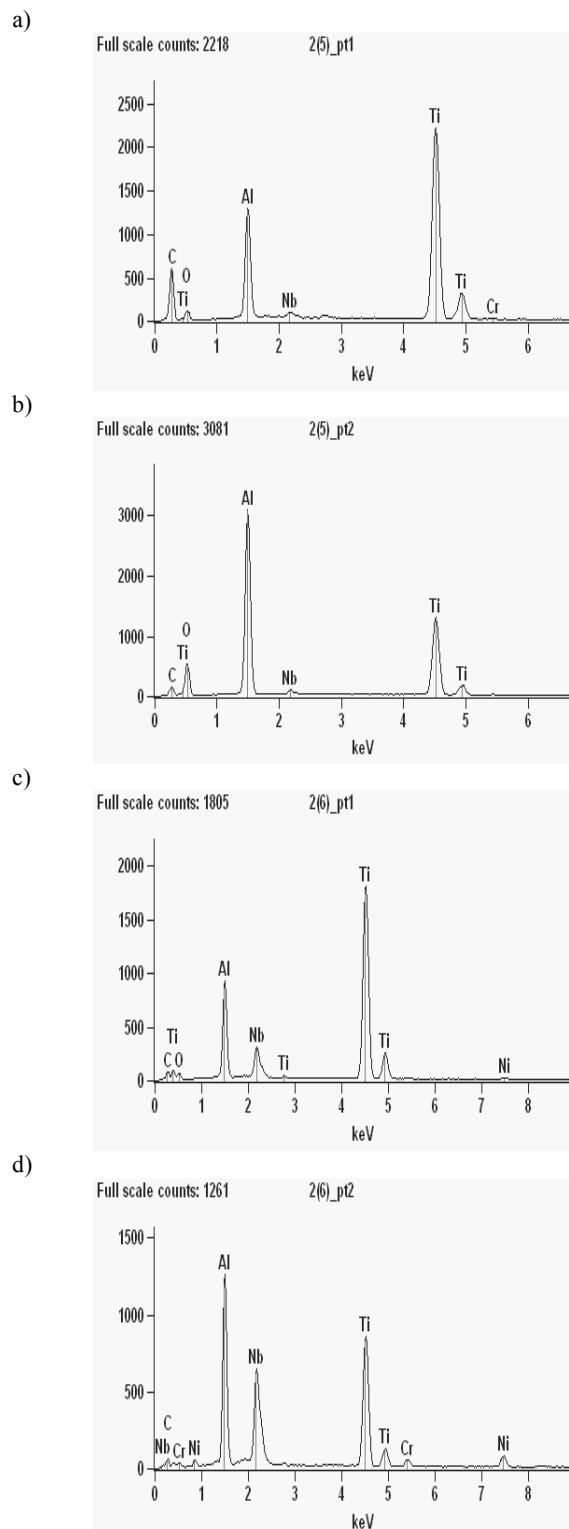 a)
Full scale counts: 2218 2(5)_pt1
2500
2000
1500
1000
500
0
C
O
Ti
Al
Nb
Ti
Ti
Cr
0 1 2 3 4 5 6
keV
b)
Full scale counts: 3081 2(5)_pt2
3000
2000
1000
0
C
O
Ti
Al
Nb
Ti
Ti
0 1 2 3 4 5 6
keV
c)
Full scale counts: 1805 2(6)_pt1
2000
1500
1000
500
0
Ti
C O
Al
Nb
Ti
Ti
Ti
Ni
0 1 2 3 4 5 6 7 8
keV
d)
Full scale counts: 1261 2(6)_pt2
1500
1000
500
0
C
Nb Cr Ni
Al
Nb
Ti
Ti
Cr
Ni
0 1 2 3 4 5 6 7 8
keV